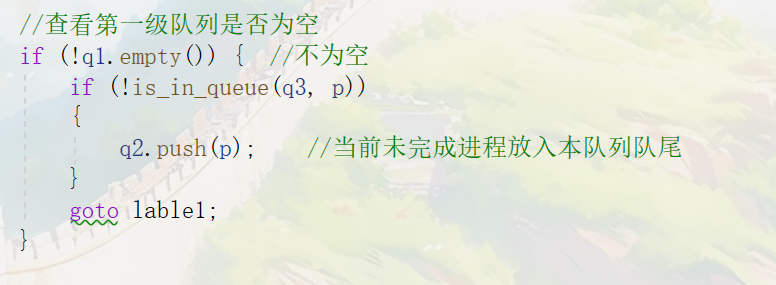 //查看第一级队列是否为空
if (!q1.empty()) {  //不为空
    if (!is_in_queue(q3, p))
    {
        q2.push(p);    //当前未完成进程放入本队列队尾
    }
    goto lable1;
}